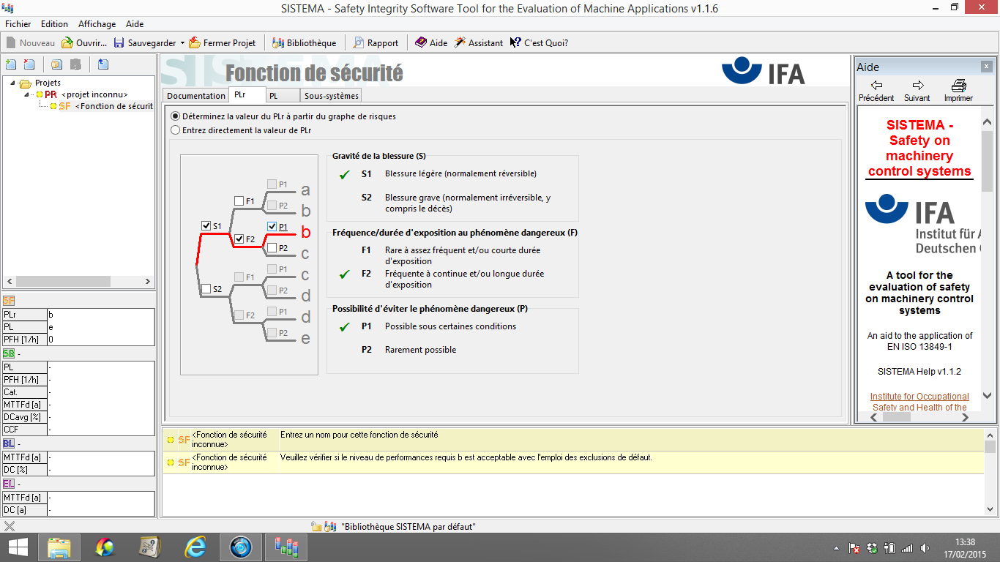 SISTEMA - Safety Integrity Software Tool for the Evaluation of Machine Applications v1.1.6
Fichier Edition Affichage Aide
Nouveau Ouvrir... Sauvegarder Fermer Projet Bibliothèque Rapport Aide Assistant C'est Quoi?
Projets
PR <projet inconnu>
SF <Fonction de sécurit
SF
PLr b
PL e
PFH [1/h] 0
SB -
PL -
PFH [1/h] -
Cat. -
MTTFd [a] -
DCavg [%] -
CCF -
BL -
MTTFd [a] -
DC [%] -
EL -
MTTFd [a] -
DC [a] -
SISTEMA
Fonction de sécurité
IFA
Documentation PLr PL Sous-systèmes
Déterminez la valeur du PLr à partir du graphe de risques
Entrez directement la valeur de PLr
P1 a
F1
P2 b
S1
P1 b
F2
P2 c
P1 c
F1
S2
P2 d
P1 d
F2
P2 e
Gravité de la blessure (S)
S1 Blessure légère (normalement réversible)
S2 Blessure grave (normalement irréversible, y
compris le décès)
Fréquence/durée d'exposition au phénomène dangereux (F)
F1 Rare à assez fréquent et/ou courte durée
d'exposition
F2 Fréquente à continue et/ou longue durée
d'exposition
Possibilité d'éviter le phénomène dangereux (P)
P1 Possible sous certaines conditions
P2 Rarement possible
Aide
Précédent Suivant Imprimer
SISTEMA -
Safety on
machinery
control systems
IFA
Institut für
Deutschen
A tool for the
evaluation of safety
on machinery control
systems
An aid to the application of
EN ISO 13849-1
SISTEMA Help v1.1.2
Institute for Occupational
Safety and Health of the
SF <Fonction de sécurité Entrez un nom pour cette fonction de sécurité
inconnue>
SF <Fonction de sécurité Veuillez vérifier si le niveau de performances requis b est acceptable avec l'emploi des exclusions de défaut.
inconnue>
"Bibliothèque SISTEMA par défaut"
13:38
17/02/2015